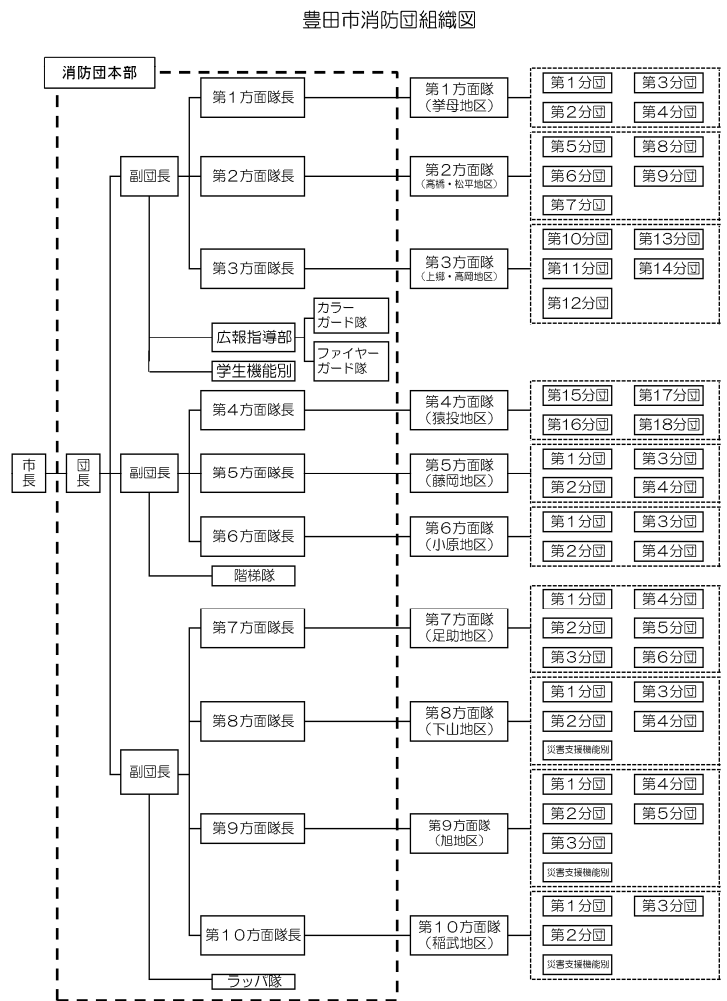 豊田市消防団組織図
消防団本部
市長
団長
副団長
第１方面隊長
第１方面隊
(挙母地区)
第１分団
第３分団
第２分団
第４分団
第２方面隊長
第２方面隊
(高橋・松平地区)
第５分団
第８分団
第６分団
第９分団
第７分団
第３方面隊長
第３方面隊
(上郷・高岡地区)
第10分団
第13分団
第11分団
第14分団
第12分団
広報指導部
カラー
ガード隊
ファイヤー
ガード隊
学生機能別
副団長
第４方面隊長
第４方面隊
(猿投地区)
第15分団
第17分団
第16分団
第18分団
第５方面隊長
第５方面隊
(藤岡地区)
第１分団
第３分団
第２分団
第４分団
第６方面隊長
第６方面隊
(小原地区)
第１分団
第３分団
第２分団
第４分団
階梯隊
副団長
第７方面隊長
第７方面隊
(足助地区)
第１分団
第４分団
第２分団
第５分団
第３分団
第６分団
第８方面隊長
第８方面隊
(下山地区)
第１分団
第３分団
第２分団
第４分団
災害支援機能別
第９方面隊長
第９方面隊
(旭地区)
第１分団
第４分団
第２分団
第５分団
第３分団
災害支援機能別
第１０方面隊長
第１０方面隊
(稲武地区)
第１分団
第３分団
第２分団
災害支援機能別
ラッパ隊